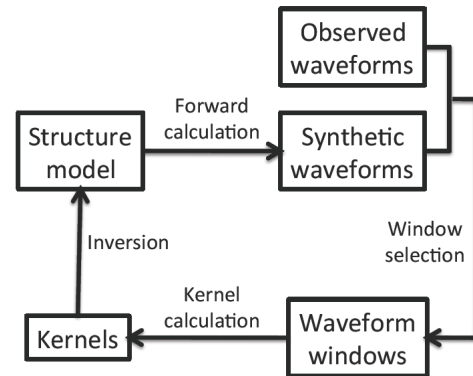 Observed
waveforms
Forward
calculation
Structure
model
Synthetic
waveforms
Window
selection
Inversion
Kernel
calculation
Kernels
Waveform
windows